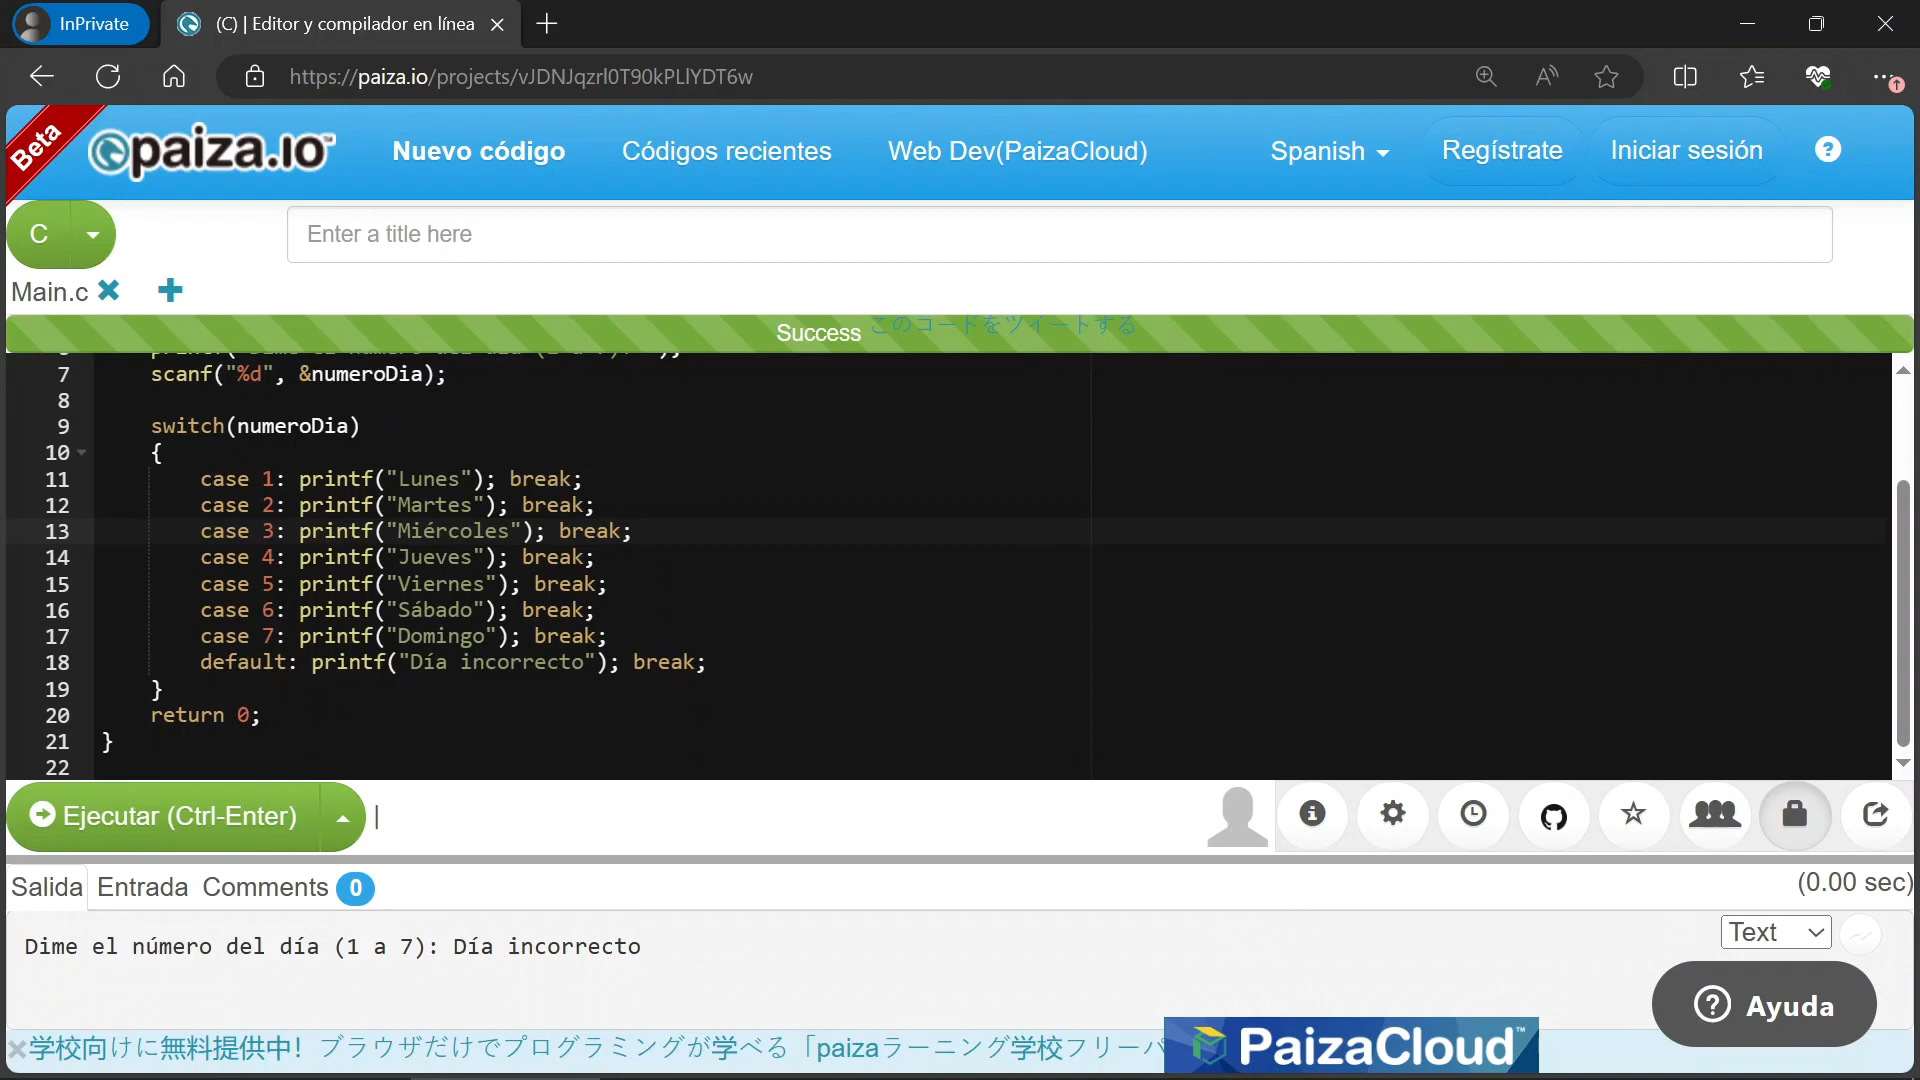 InPrivate
(C) | Editor y compilador en línea
https://paiza.io/projects/vJDNJqzrl0T90kPLlYDT6w
Beta
paiza.io™
Nuevo código
Códigos recientes
Web Dev(PaizaCloud)
Spanish
Regístrate
Iniciar sesión
C
Enter a title here
Main.c
Success このコードをツイートする
7 scanf("%d", &numeroDia);
8
9 switch(numeroDia)
10 {
11 case 1: printf("Lunes"); break;
12 case 2: printf("Martes"); break;
13 case 3: printf("Miércoles"); break;
14 case 4: printf("Jueves"); break;
15 case 5: printf("Viernes"); break;
16 case 6: printf("Sábado"); break;
17 case 7: printf("Domingo"); break;
18 default: printf("Día incorrecto"); break;
19 }
20 return 0;
21 }
22
Ejecutar (Ctrl-Enter)
Salida Entrada Comments 0
(0.00 sec)
Text
Dime el número del día (1 a 7): Día incorrecto
Ayuda
学校向けに無料提供中！ブラウザだけでプログラミングが学べる「paizaラーニング学校フリーパ
PaizaCloud™